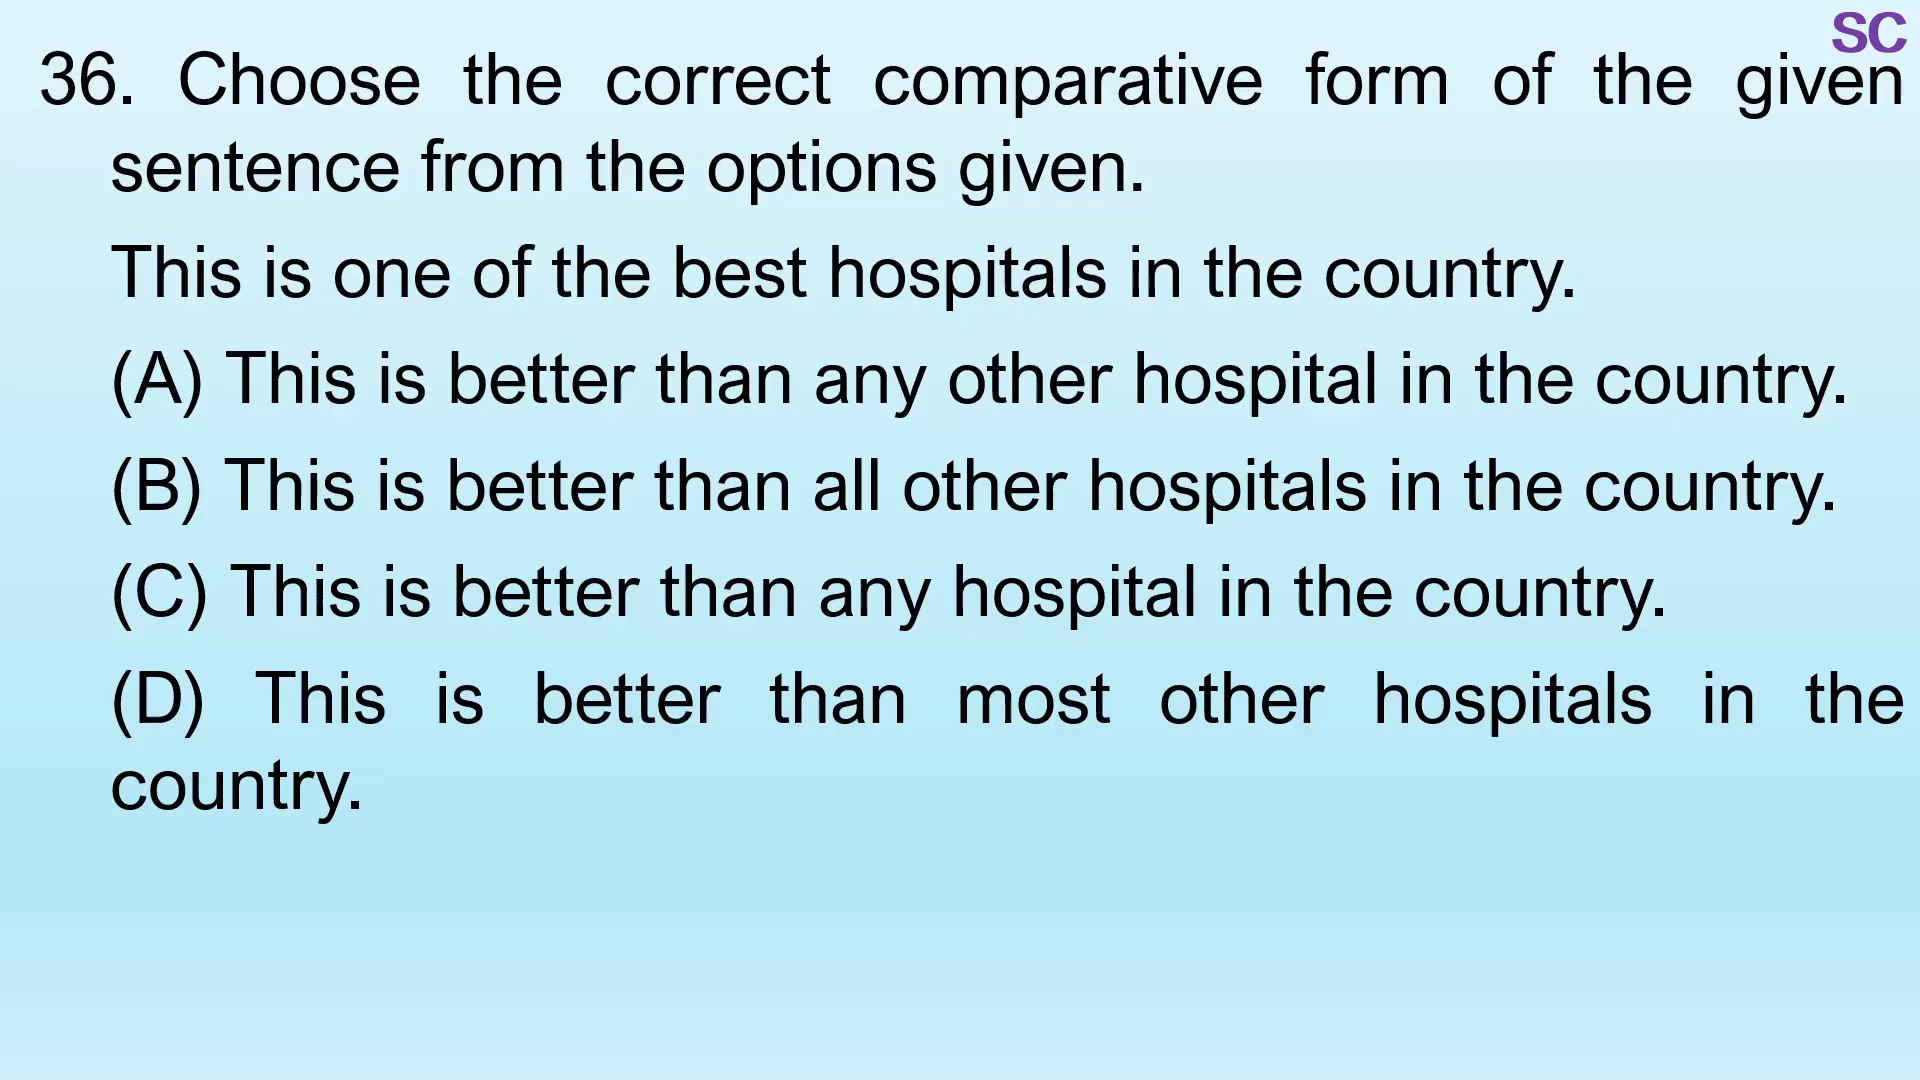 SC
36. Choose the correct comparative form of the given
sentence from the options given.
This is one of the best hospitals in the country.
(A) This is better than any other hospital in the country.
(B) This is better than all other hospitals in the country.
(C) This is better than any hospital in the country.
(D) This is better than most other hospitals in the
country.